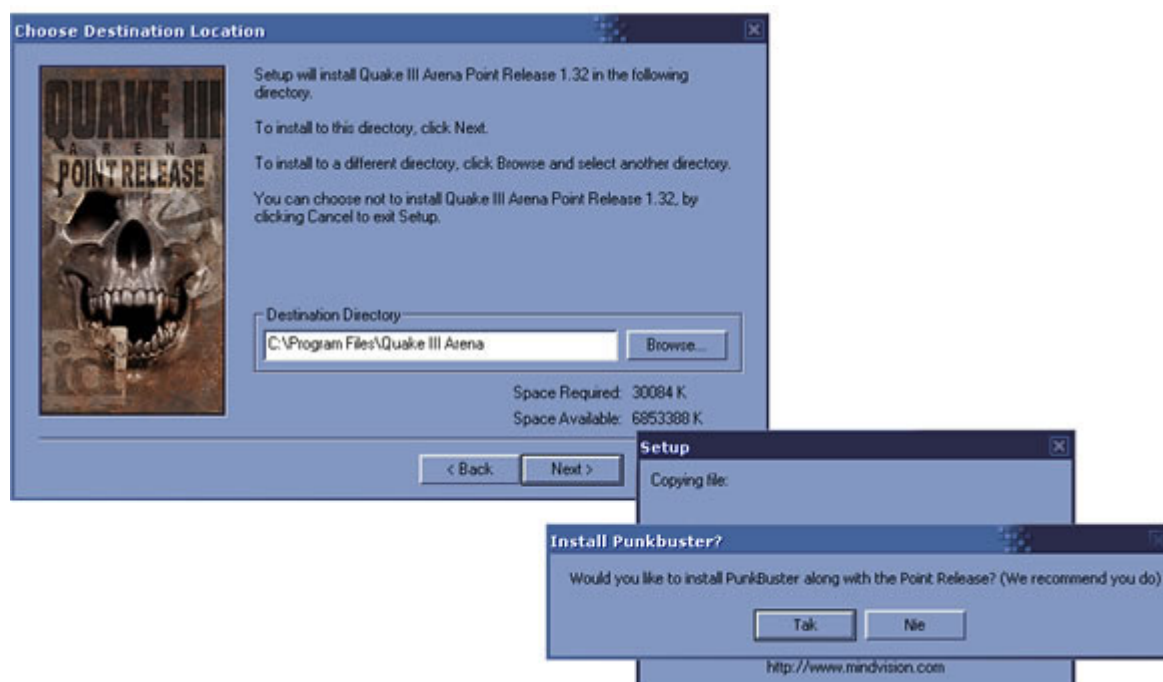 Choose Destination Location
QUAKE III
ARENA
POINT RELEASE
id
Setup will install Quake III Arena Point Release 1.32 in the following
directory.
To install to this directory, click Next.
To install to a different directory, click Browse and select another directory.
You can choose not to install Quake III Arena Point Release 1.32, by
clicking Cancel to exit Setup.
Destination Directory
C:\Program Files\Quake III Arena
Browse...
Space Required: 30084 K
Space Available: 6853388 K
< Back
Next >
Setup
Copying file:
Install Punkbuster?
Would you like to install PunkBuster along with the Point Release? (We recommend you do)
Tak
Nie
http://www.mindvision.com